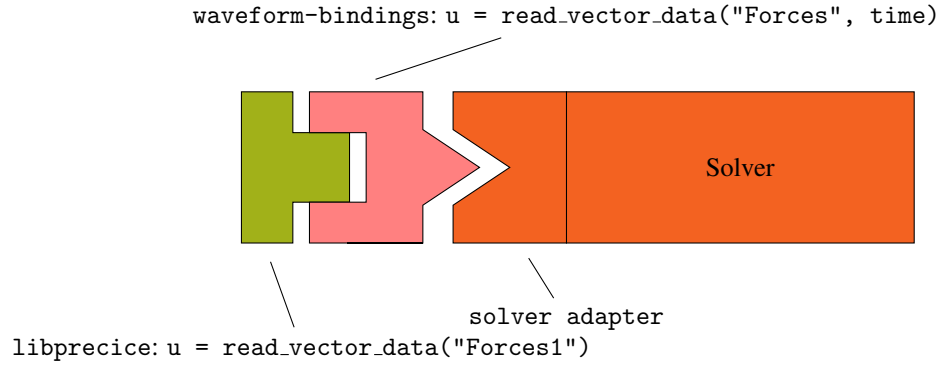 waveform-bindings: u = read_vector_data("Forces", time)
Solver
solver adapter
libprecice: u = read_vector_data("Forces1")